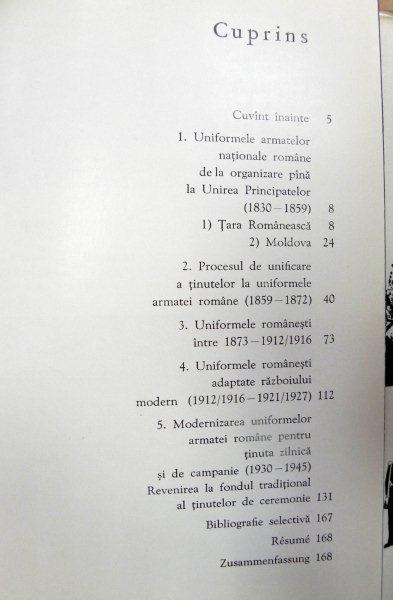 Cuprins
Cuvînt înainte 5
1. Uniformele armatelor
naționale române
de la organizare pînă
la Unirea Principatelor
(1830—1859) 8
1) Țara Românească 8
2) Moldova 24
2. Procesul de unificare
a ținutelor la uniformele
armatei române (1859—1872) 40
3. Uniformele românești
între 1873—1912/1916 73
4. Uniformele românești
adaptate războiului
modern (1912/1916—1921/1927) 112
5. Modernizarea uniformelor
armatei române pentru
ținuta zilnică
și de campanie (1930—1945)
Revenirea la fondul tradițional
al ținutelor de ceremonie 131
Bibliografie selectivă 167
Résumé 168
Zusammenfassung 168